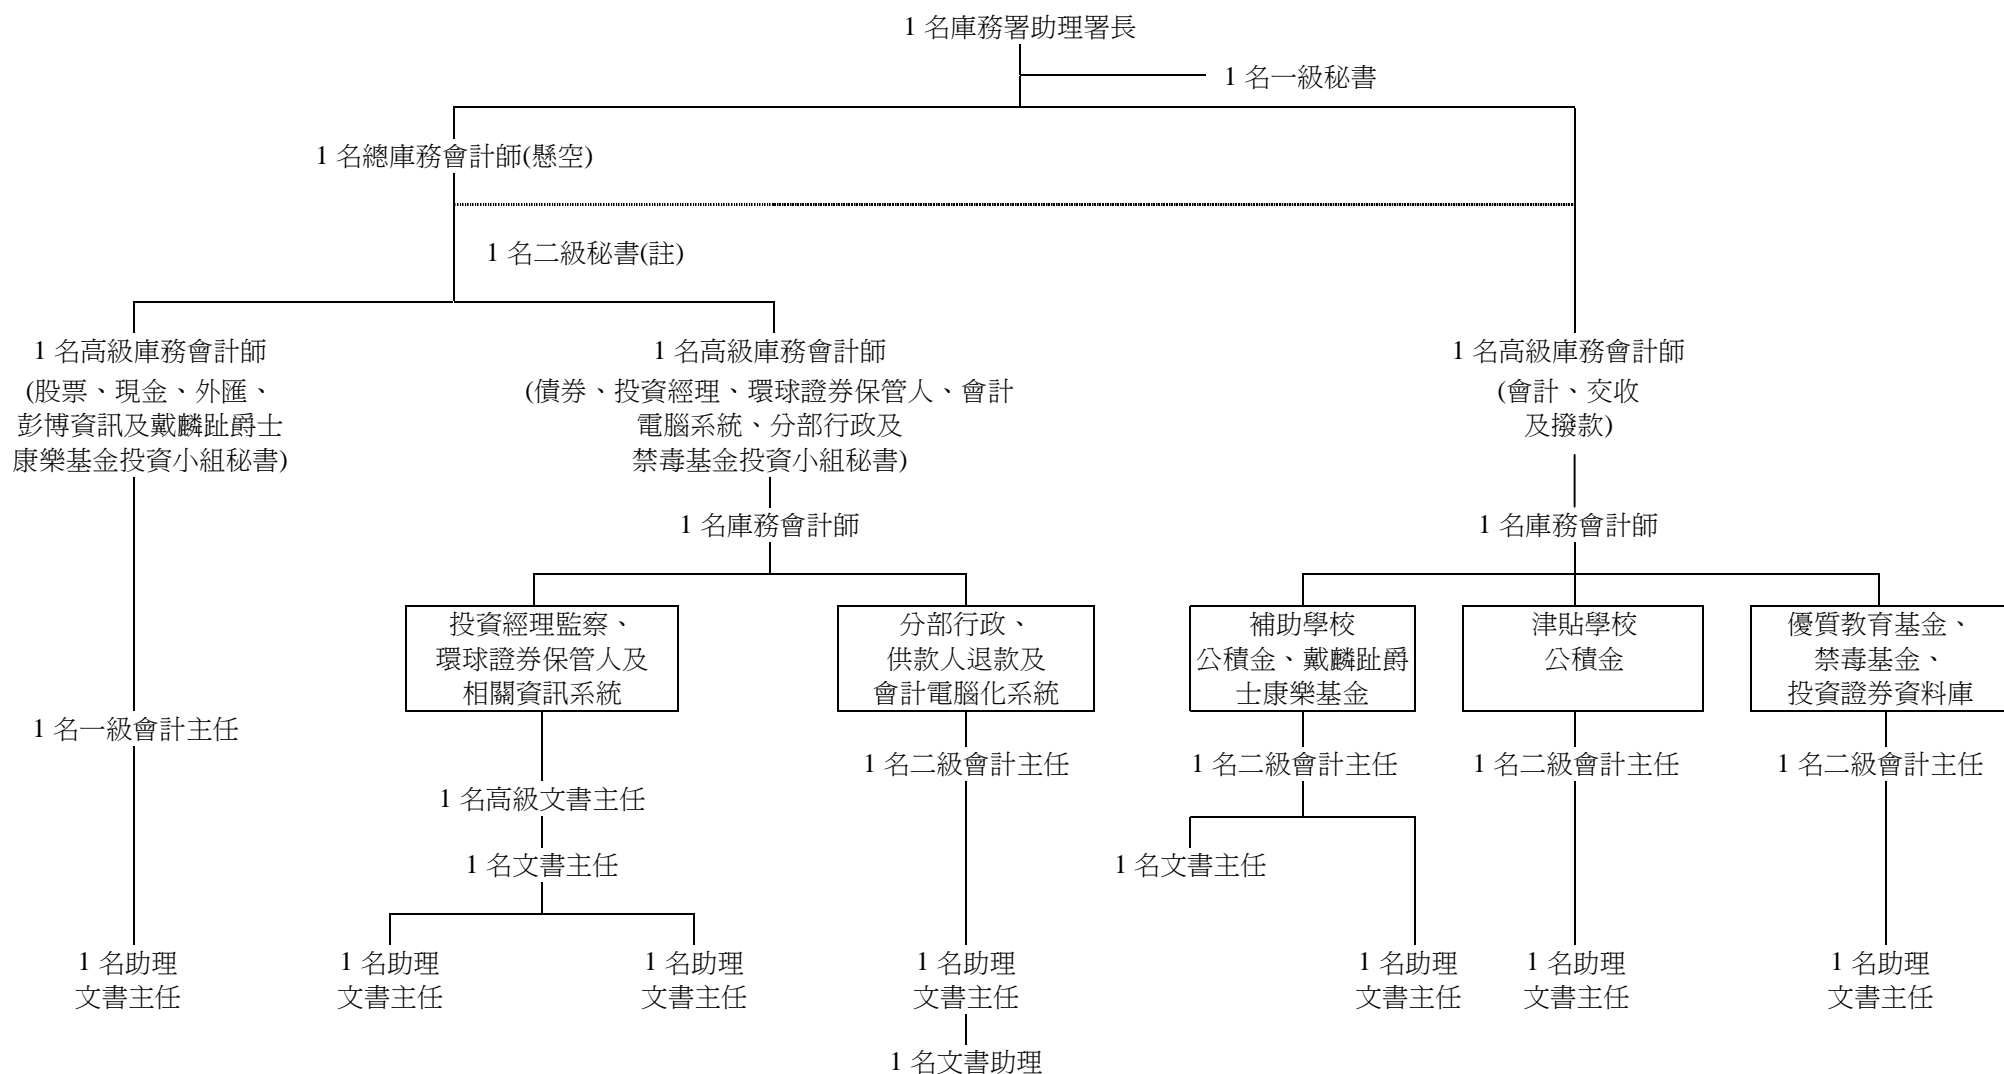 1 名庫務署助理署長
1 名一級秘書
1 名總庫務會計師(懸空)
1 名二級秘書(註)
1 名高級庫務會計師
(股票、現金、外匯、
彭博資訊及戴麟趾爵士
康樂基金投資小組秘書)
1 名高級庫務會計師
(債券、投資經理、環球證券保管人、會計
電腦系統、分部行政及
禁毒基金投資小組秘書)
1 名高級庫務會計師
(會計、交收
及撥款)
1 名庫務會計師
1 名庫務會計師
投資經理監察、
環球證券保管人及
相關資訊系統
分部行政、
供款人退款及
會計電腦化系統
補助學校
公積金、戴麟趾爵
士康樂基金
津貼學校
公積金
優質教育基金、
禁毒基金、
投資證券資料庫
1 名一級會計主任
1 名二級會計主任
1 名二級會計主任
1 名二級會計主任
1 名二級會計主任
1 名高級文書主任
1 名文書主任
1 名文書主任
1 名助理
文書主任
1 名助理
文書主任
1 名助理
文書主任
1 名助理
文書主任
1 名助理
文書主任
1 名助理
文書主任
1 名助理
文書主任
1 名文書助理